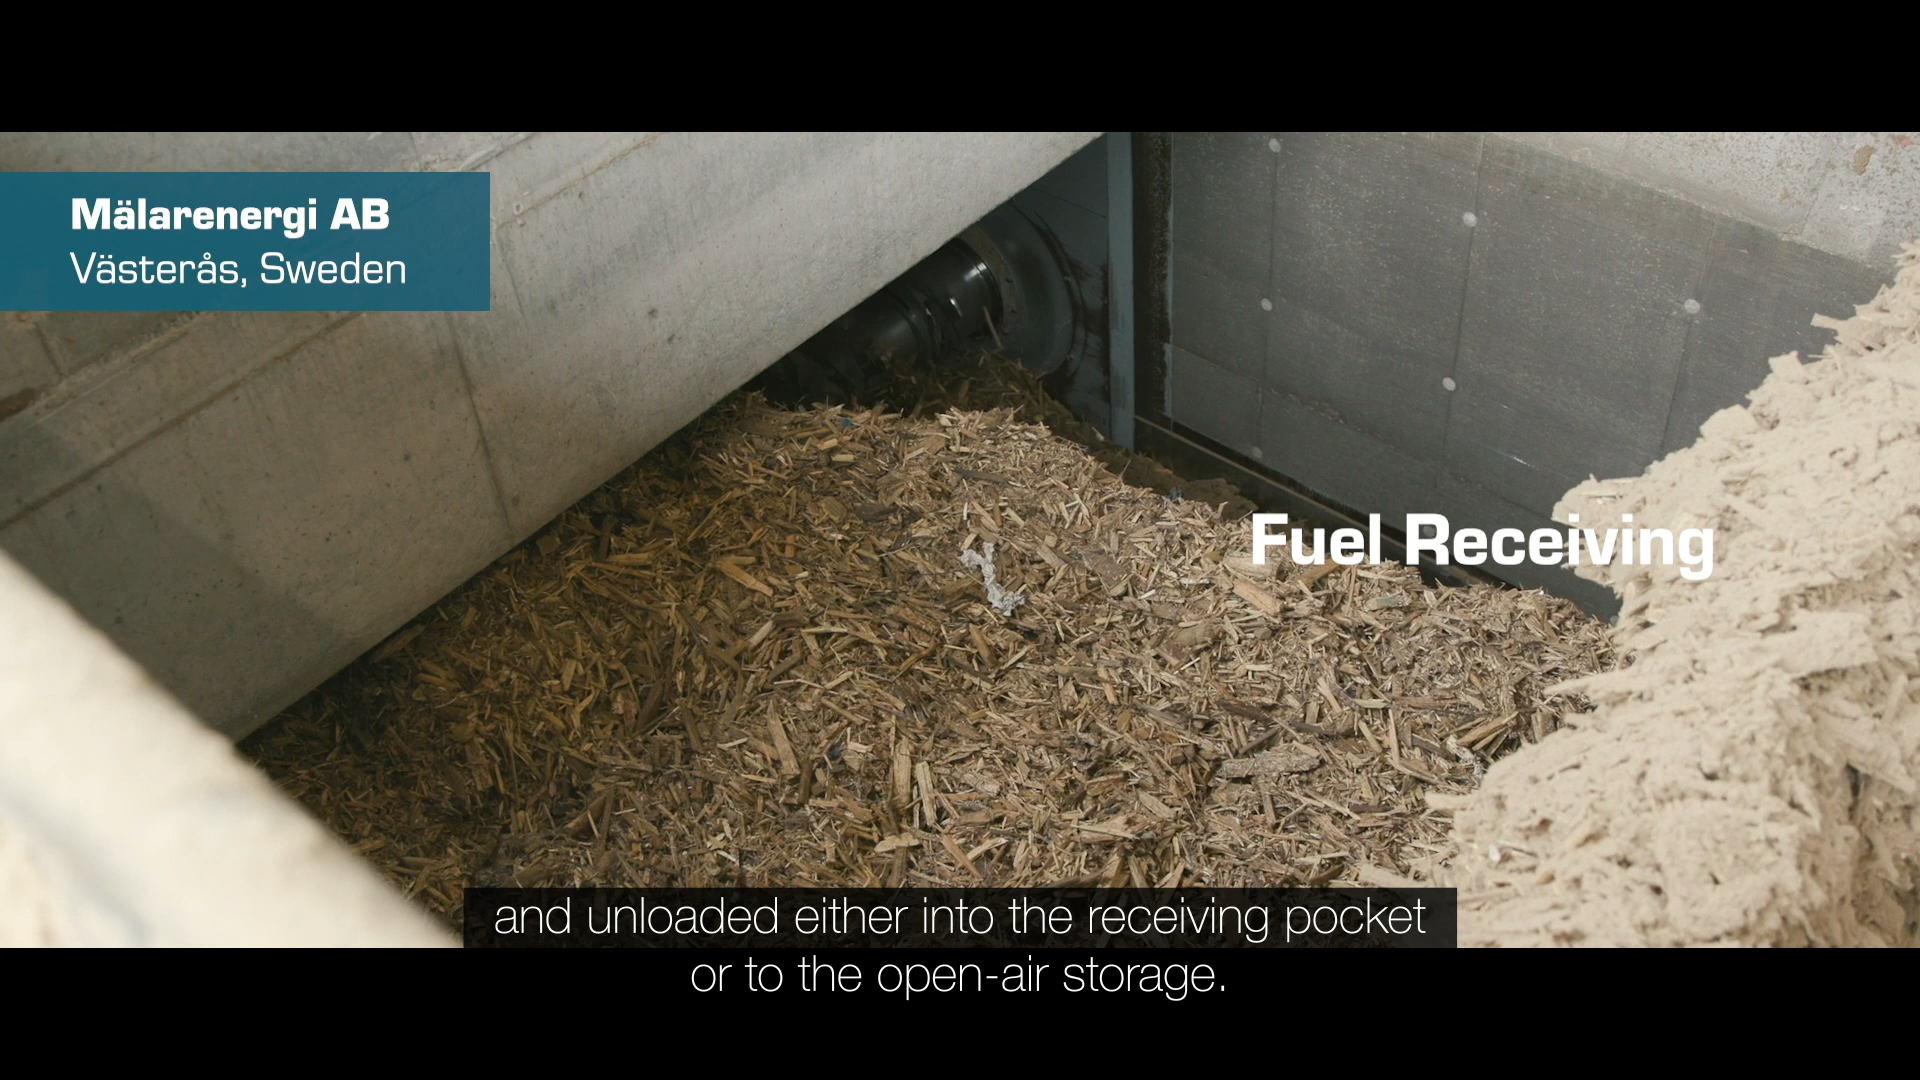 Mälarenergi AB
Västerås, Sweden
Fuel Receiving
and unloaded either into the receiving pocket
or to the open-air storage.